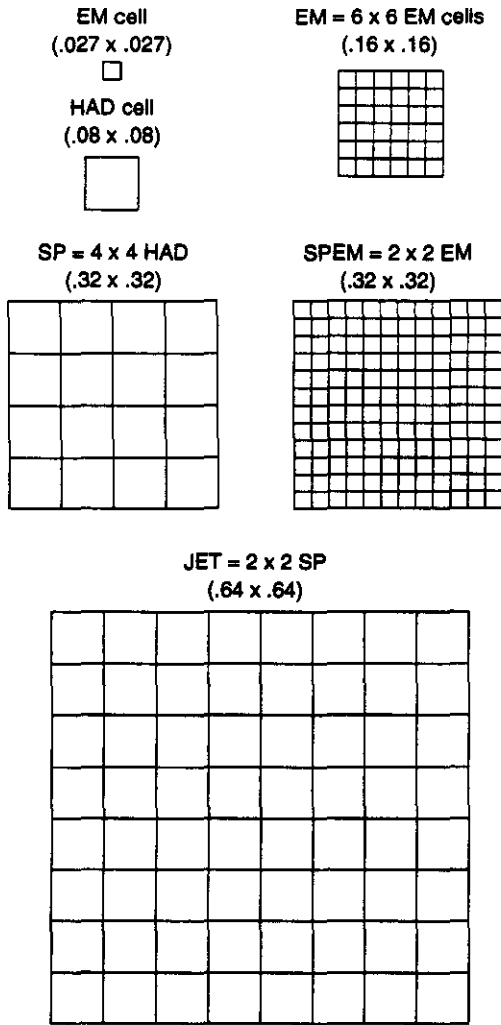 EM cell
(.027 x .027)
EM = 6 x 6 EM cells
(.16 x .16)
HAD cell
(.08 x .08)
SP = 4 x 4 HAD
(.32 x .32)
SPEM = 2 x 2 EM
(.32 x .32)
JET = 2 x 2 SP
(.64 x .64)